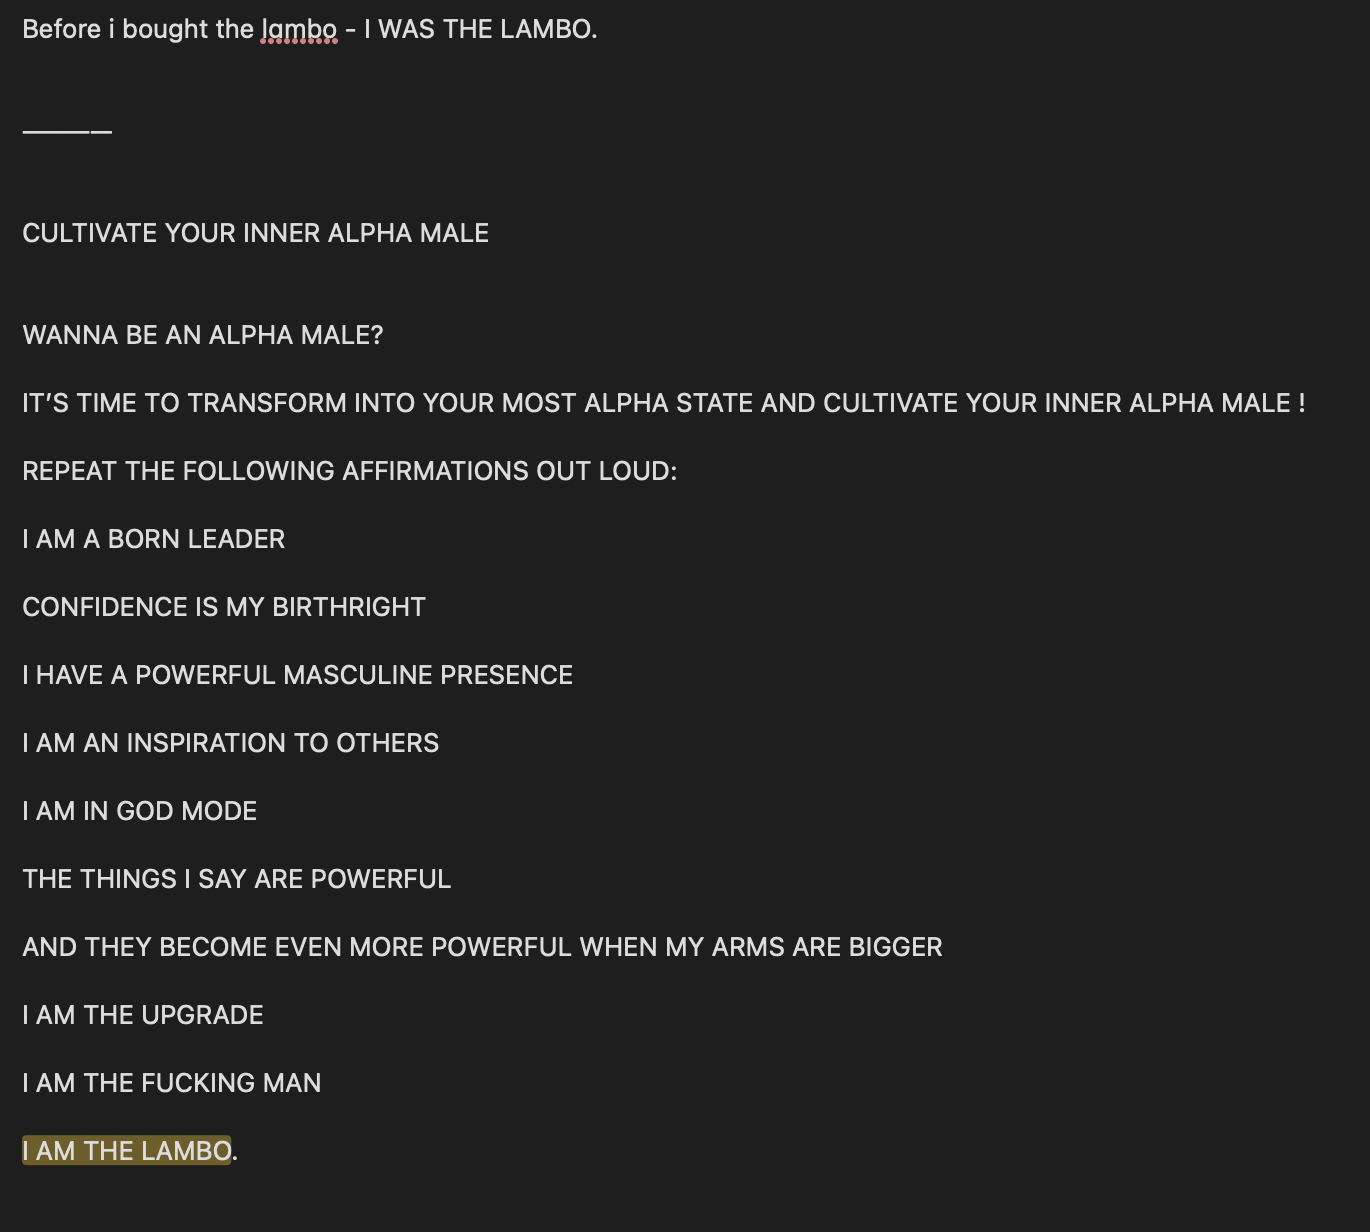 Before i bought the lambo - I WAS THE LAMBO.
————–
CULTIVATE YOUR INNER ALPHA MALE
WANNA BE AN ALPHA MALE?
IT’S TIME TO TRANSFORM INTO YOUR MOST ALPHA STATE AND CULTIVATE YOUR INNER ALPHA MALE !
REPEAT THE FOLLOWING AFFIRMATIONS OUT LOUD:
I AM A BORN LEADER
CONFIDENCE IS MY BIRTHRIGHT
I HAVE A POWERFUL MASCULINE PRESENCE
I AM AN INSPIRATION TO OTHERS
I AM IN GOD MODE
THE THINGS I SAY ARE POWERFUL
AND THEY BECOME EVEN MORE POWERFUL WHEN MY ARMS ARE BIGGER
I AM THE UPGRADE
I AM THE FUCKING MAN
I AM THE LAMBO.